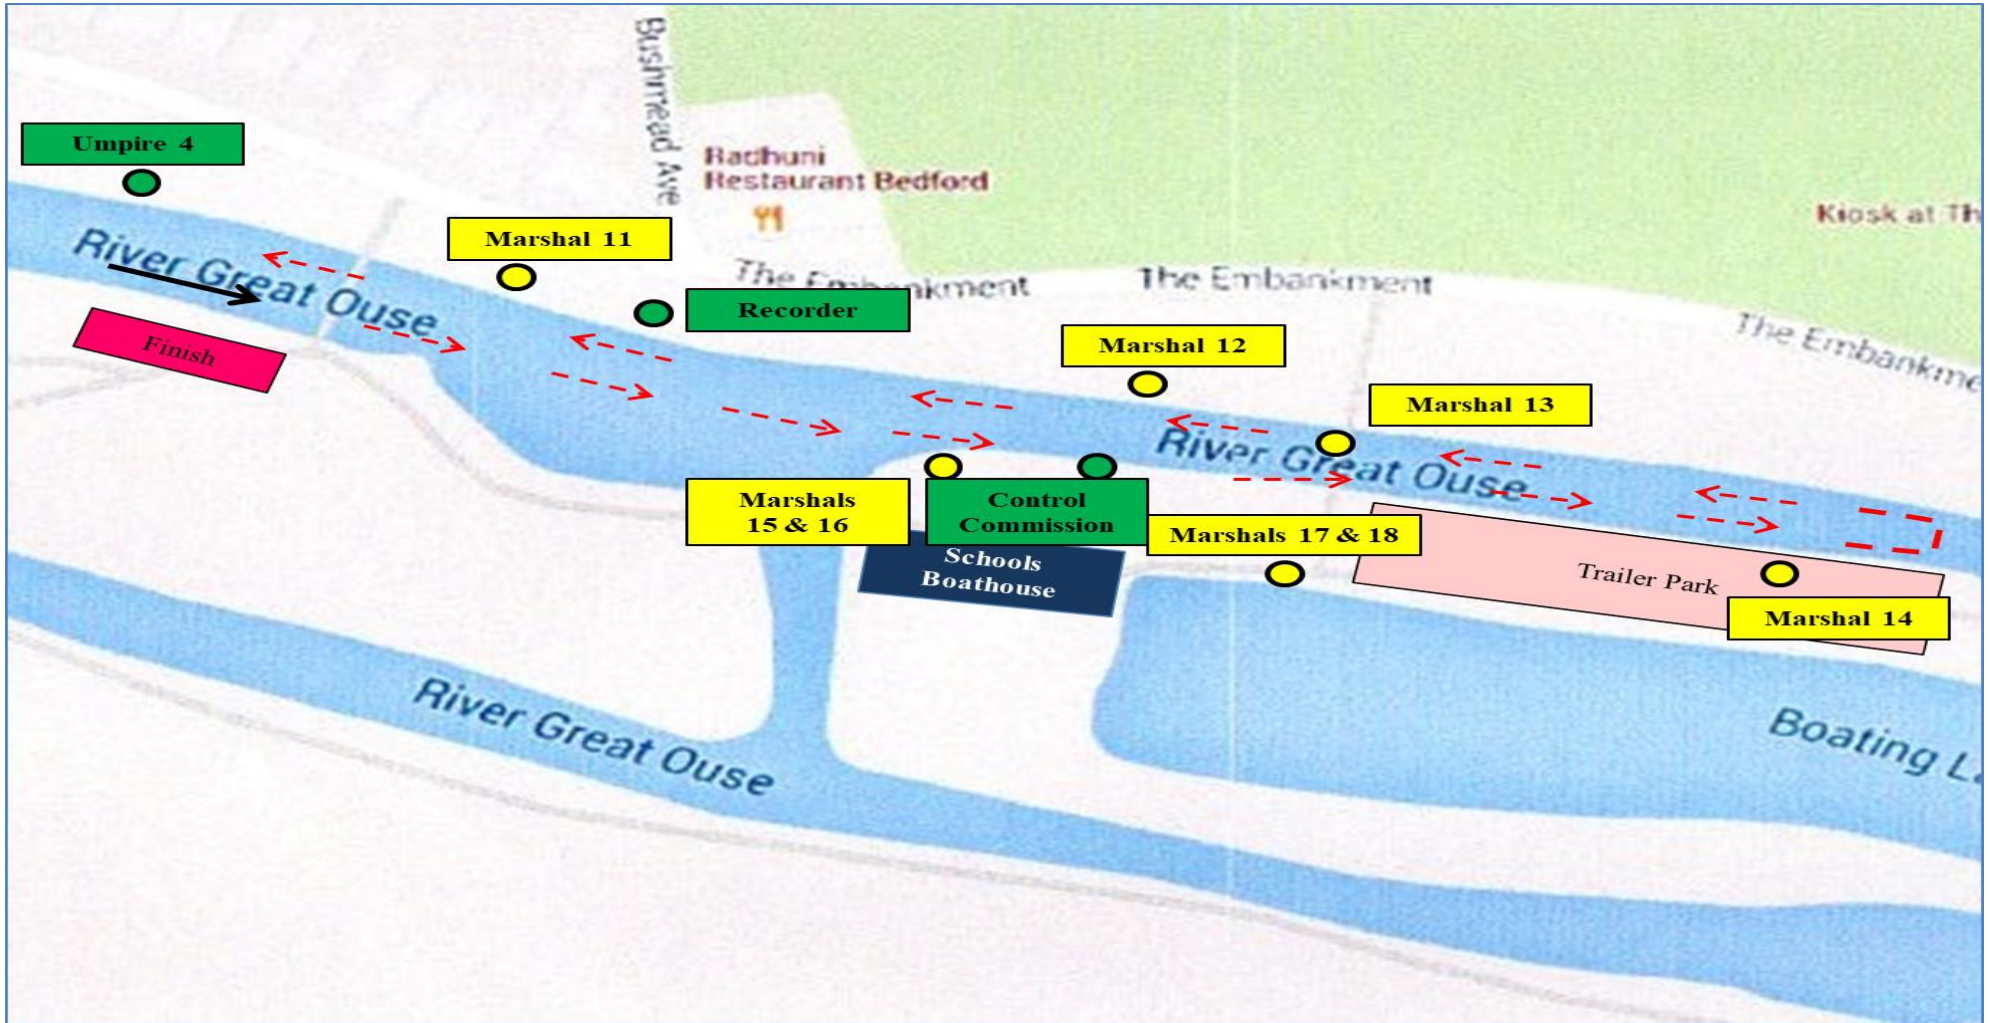 Bushmead Ave
Umpire 4
Radhuni
Restaurant Bedford
Kiosk at Th
Marshal 11
River Great Ouse
The Embankment
The Embankment
Recorder
The Embankme
Finish
Marshal 12
Marshal 13
River Great Ouse
Marshals
15 & 16
Control
Commission
Marshals 17 & 18
Schools
Boathouse
Trailer Park
Marshal 14
River Great Ouse
Boating L